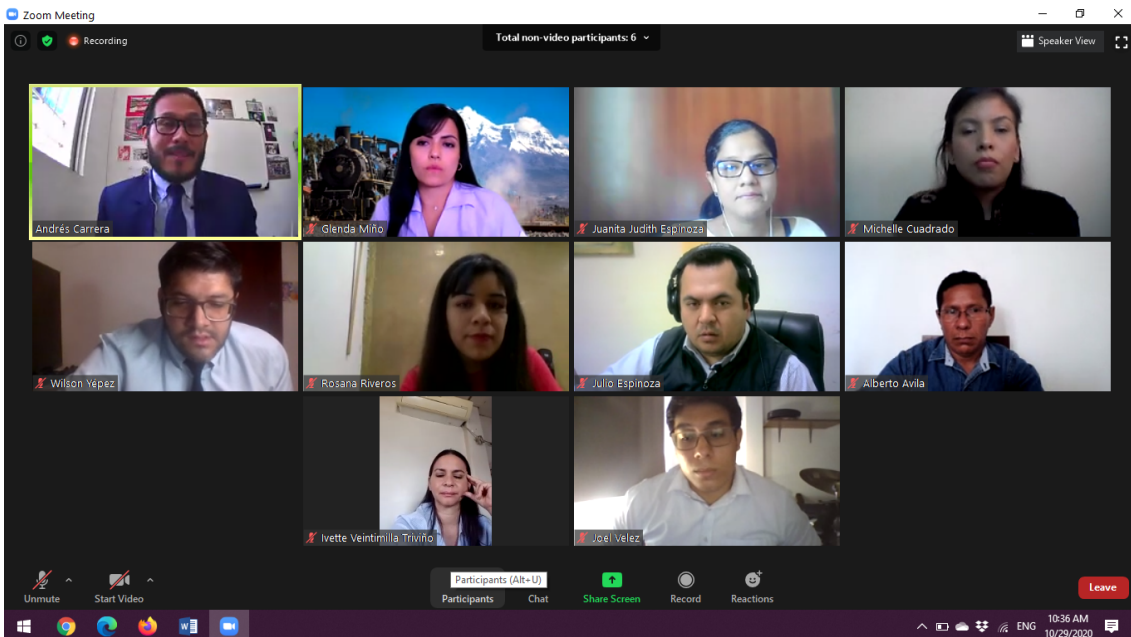 Zoom Meeting
Recording
Total non-video participants: 6
Speaker View
Andrés Carrera
Glenda Miño
Juanita Judith Espinoza
Michelle Cuadrado
Wilson Yépez
Rosana Riveros
Julio Espinoza
Alberto Avila
Ivette Veintimilla Triviño
Joel Velez
Participants (Alt+U)
Unmute
Start Video
Participants
Chat
Share Screen
Record
Reactions
Leave
ENG
10:36 AM
10/29/2020